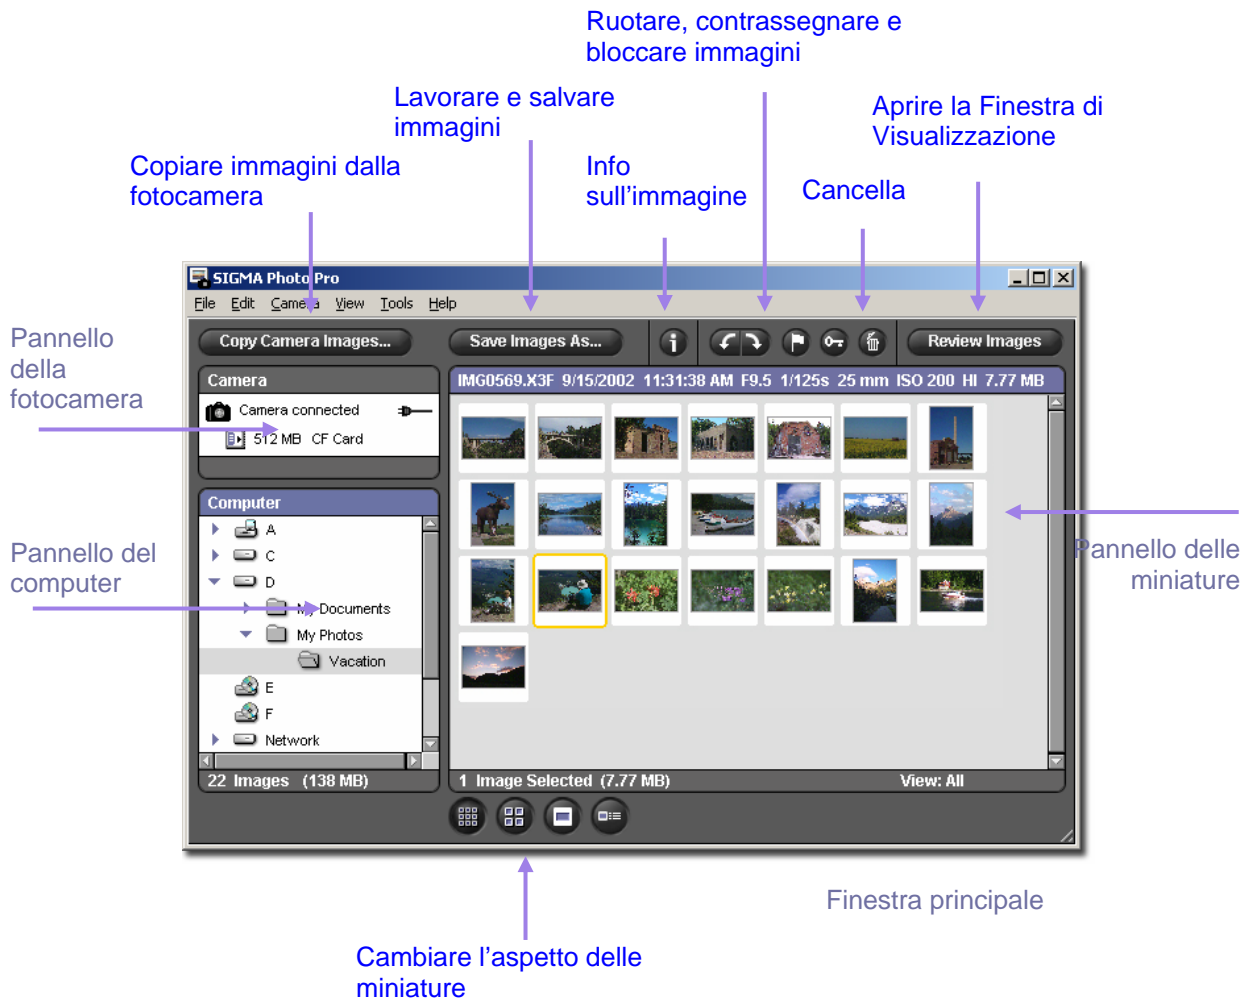 Ruotare, contrassegnare e
bloccare immagini
Lavorare e salvare
immagini
Aprire la Finestra di
Visualizzazione
Copiare immagini dalla
fotocamera
Info
sull’immagine
Cancella
SIGMA Photo Pro
File Edit Camera View Tools Help
Pannello
della
fotocamera
Copy Camera Images...
Save Images As...
Review Images
Camera
IMG0569.X3F 9/15/2002 11:31:38 AM F9.5 1/125s 25 mm ISO 200 HI 7.77 MB
Camera connected
512 MB CF Card
Computer
A
C
D
My Documents
My Photos
Vacation
E
F
Network
Pannello del
computer
Pannello delle
miniature
22 Images (138 MB)
1 Image Selected (7.77 MB)
View: All
Finestra principale
Cambiare l’aspetto delle
miniature